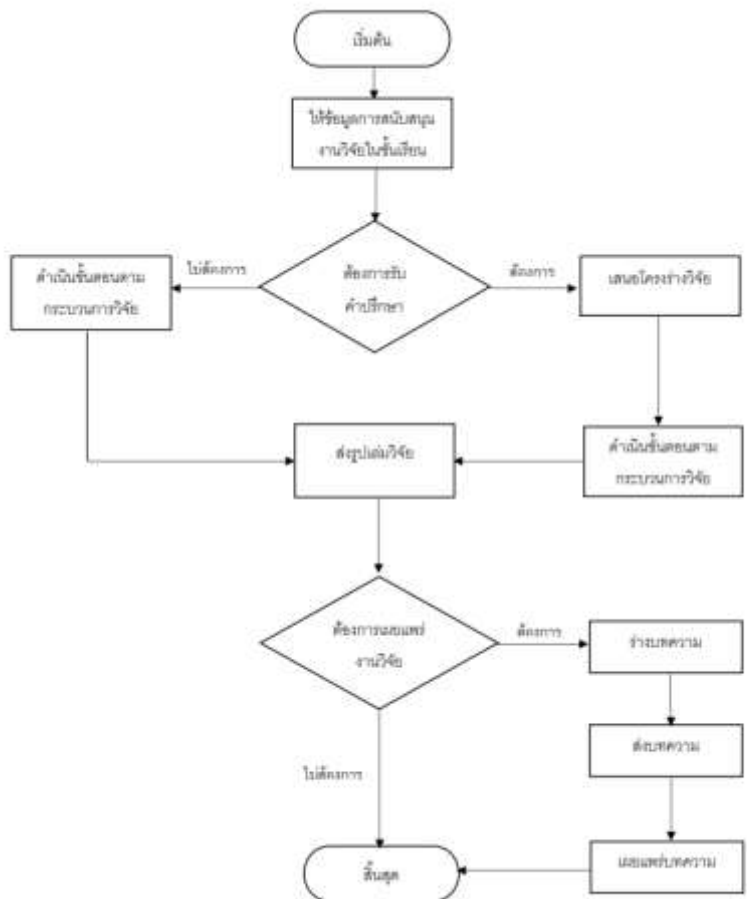 เริ่มต้น
ให้ข้อมูลการสนับสนุน
งานวิจัยในชั้นเรียน
ต้องการรับ
คำปรึกษา
ไม่ต้องการ
ต้องการ
ดำเนินขั้นตอนตาม
กระบวนการวิจัย
เสนอโครงร่างวิจัย
ส่งรูปเล่มวิจัย
ดำเนินขั้นตอนตาม
กระบวนการวิจัย
ต้องการเผยแพร่
งานวิจัย
ต้องการ
ร่างบทความ
ส่งบทความ
ไม่ต้องการ
เผยแพร่บทความ
สิ้นสุด